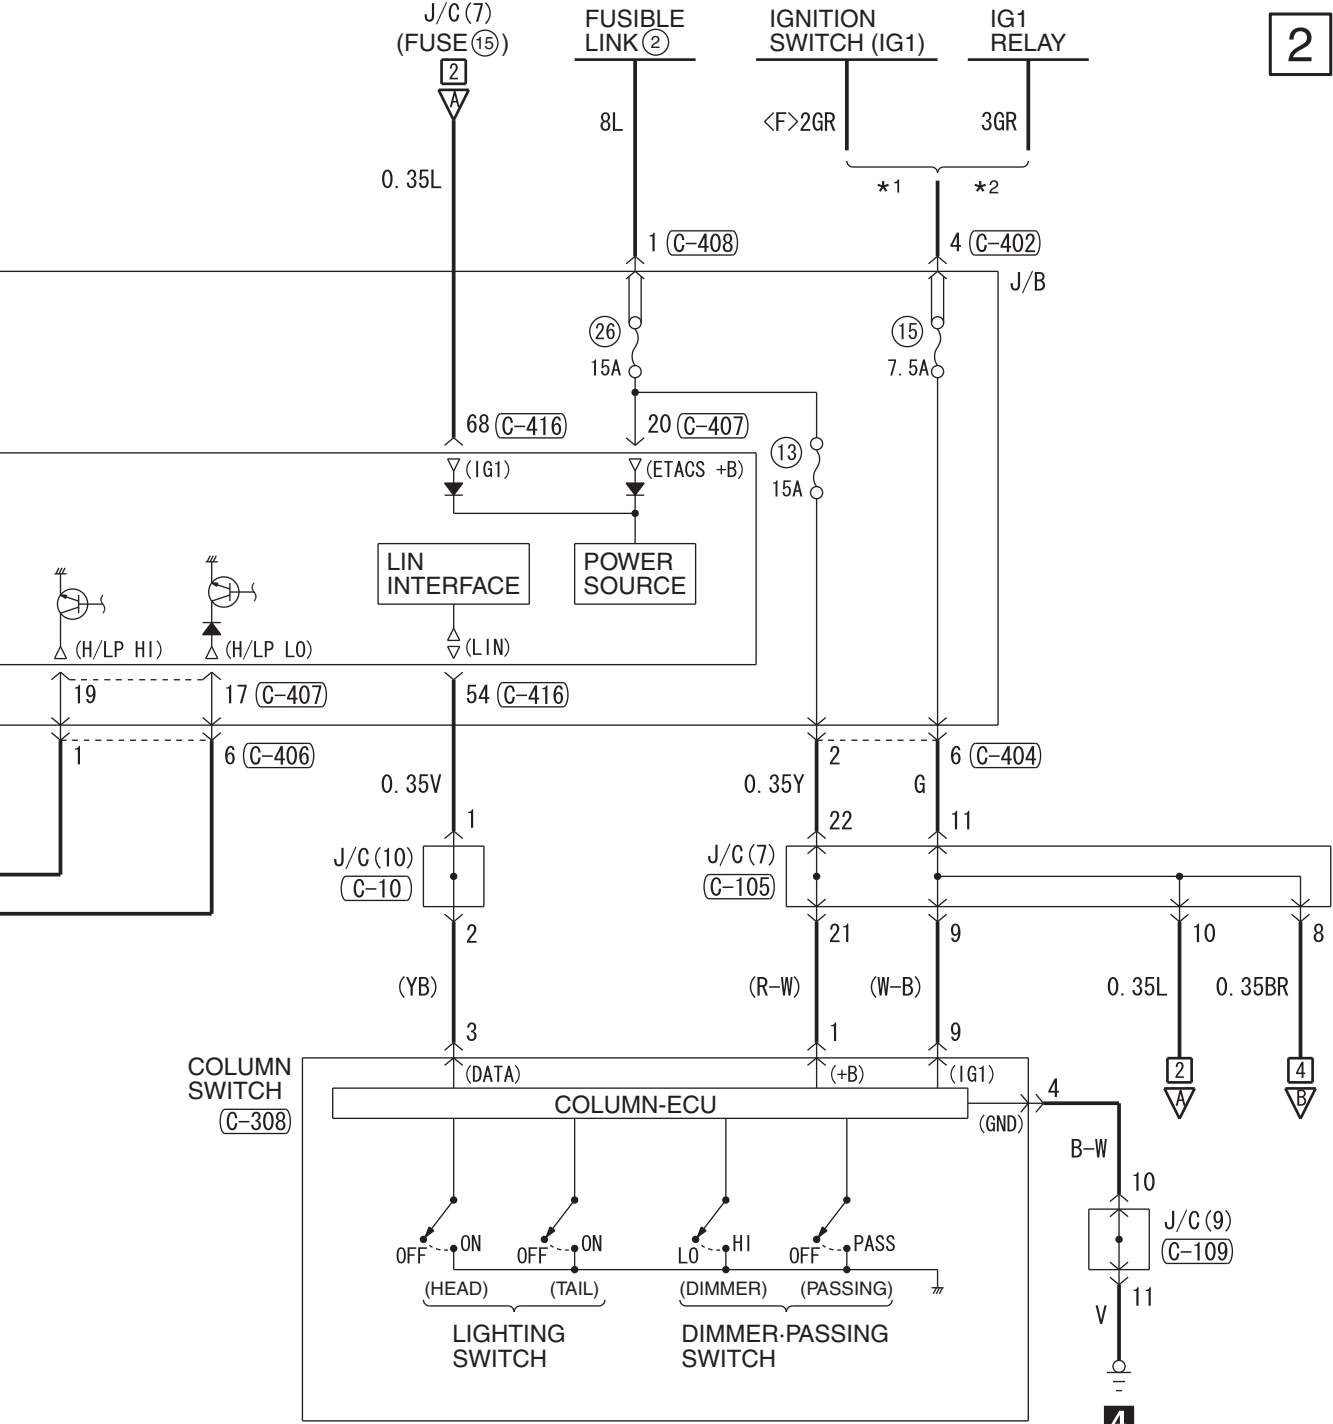 J/C(7)
(FUSE 15)
2
A
FUSIBLE
LINK 2
IGNITION
SWITCH (IG1)
IG1
RELAY
2
8L
<F>2GR
3GR
0.35L
*1
*2
1 C-408
4 C-402
J/B
26
15A
15
7.5A
68 C-416
20 C-407
13
15A
(IG1)
(ETACS +B)
LIN
INTERFACE
POWER
SOURCE
(H/LP HI)
(H/LP LO)
(LIN)
19
17 C-407
54 C-416
1
6 C-406
2
6 C-404
0.35V
0.35Y
G
1
22
11
J/C(10)
C-10
J/C(7)
C-105
2
21
9
10
8
(YB)
(R-W)
(W-B)
0.35L
0.35BR
3
1
9
2
A
4
B
COLUMN
SWITCH
C-308
(DATA)
(+B)
(IG1)
COLUMN-ECU
4
(GND)
B-W
10
J/C(9)
C-109
11
V
4
OFF
ON
OFF
ON
LO
HI
OFF
PASS
(HEAD)
(TAIL)
(DIMMER)
(PASSING)
LIGHTING
SWITCH
DIMMER·PASSING
SWITCH